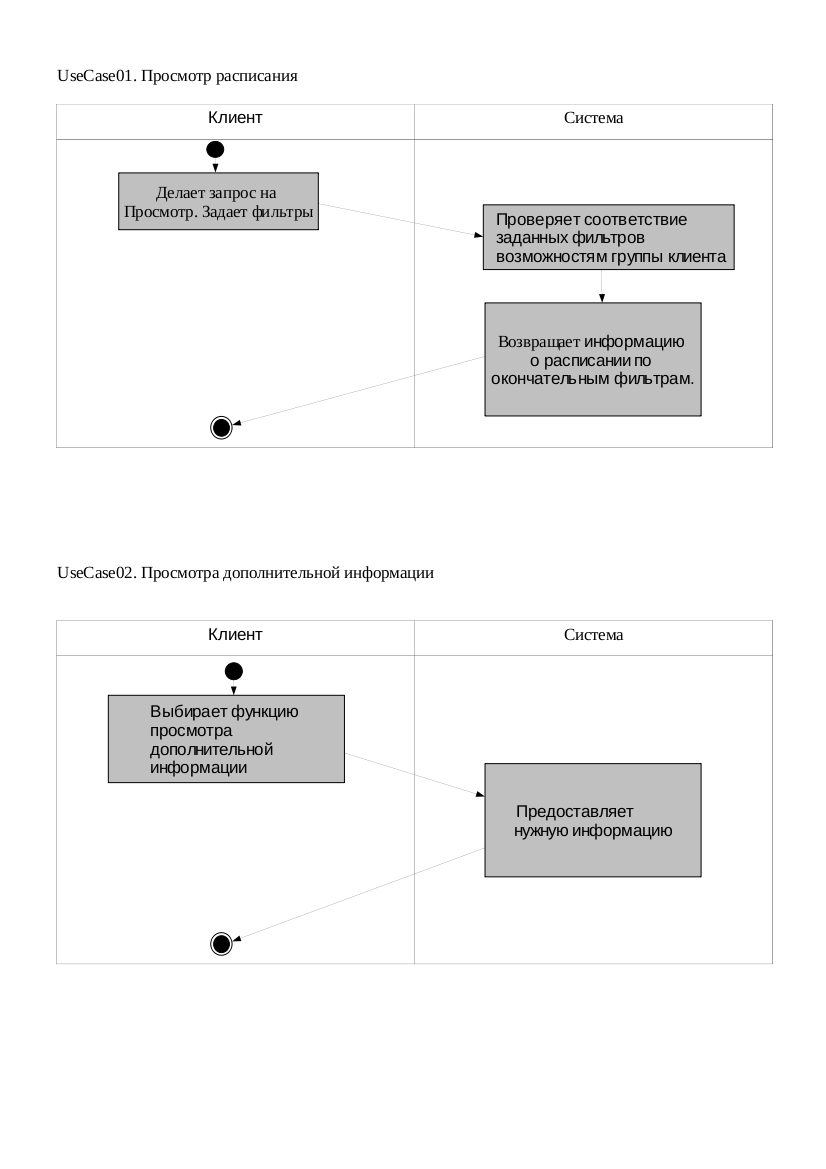 UseCase01. Просмотр расписания
Клиент
Система
Делает запрос на
Просмотр. Задает фильтры
Проверяет соответствие
заданных фильтров
возможностям группы клиента
Возвращает информацию
о расписании по
окончательным фильтрам.
UseCase02. Просмотра дополнительной информации
Клиент
Система
Выбирает функцию
просмотра
дополнительной
информации
Предоставляет
нужную информацию